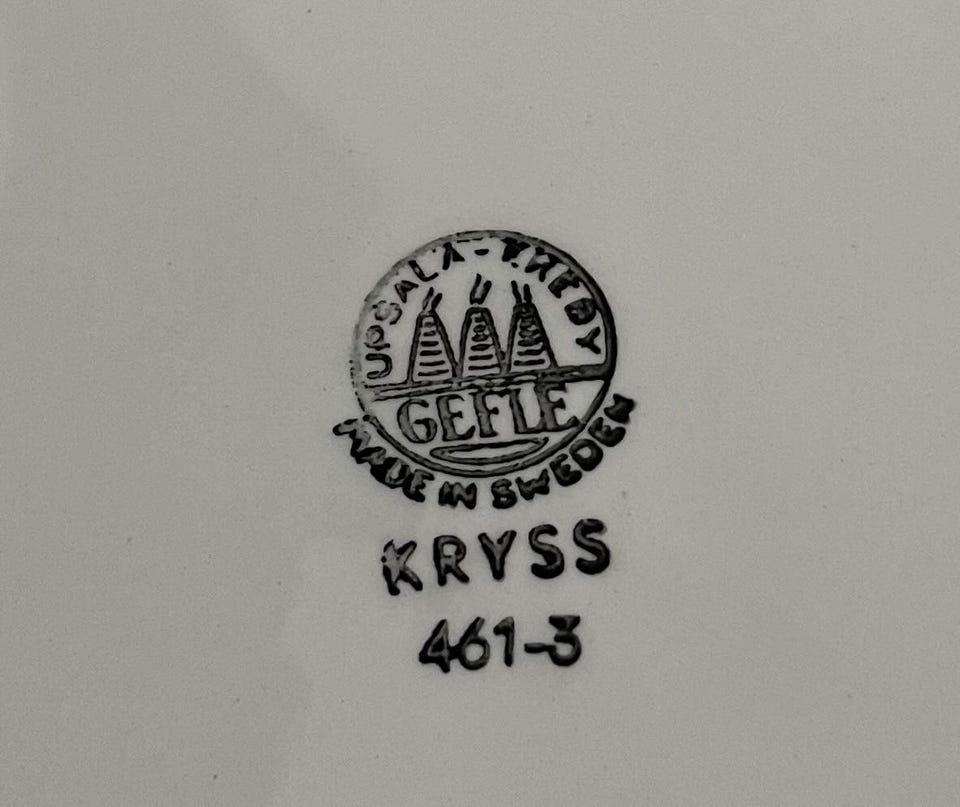 UPSALA-EKEBY
GEFLE
MADE IN SWEDEN
KRYSS
461-3